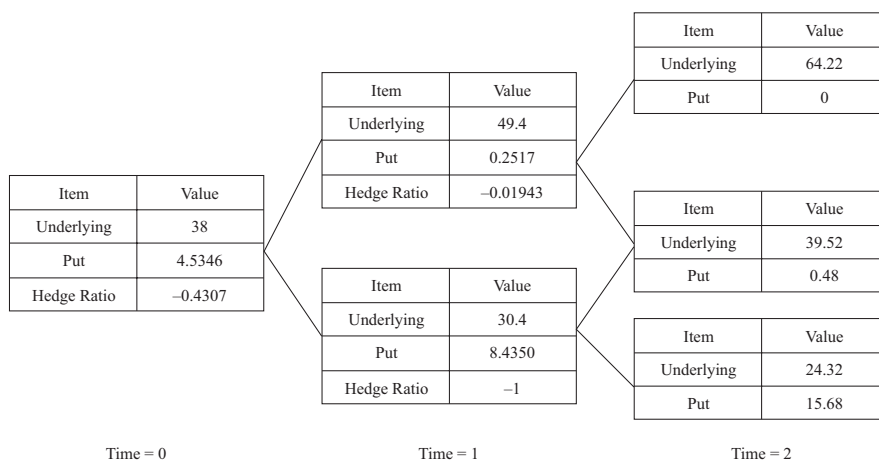 Item Value
Underlying 64.22
Put 0
Item Value
Underlying 49.4
Put 0.2517
Hedge Ratio –0.01943
Item Value
Underlying 38
Put 4.5346
Hedge Ratio –0.4307
Item Value
Underlying 39.52
Put 0.48
Item Value
Underlying 30.4
Put 8.4350
Hedge Ratio –1
Item Value
Underlying 24.32
Put 15.68
Time = 0 Time = 1 Time = 2